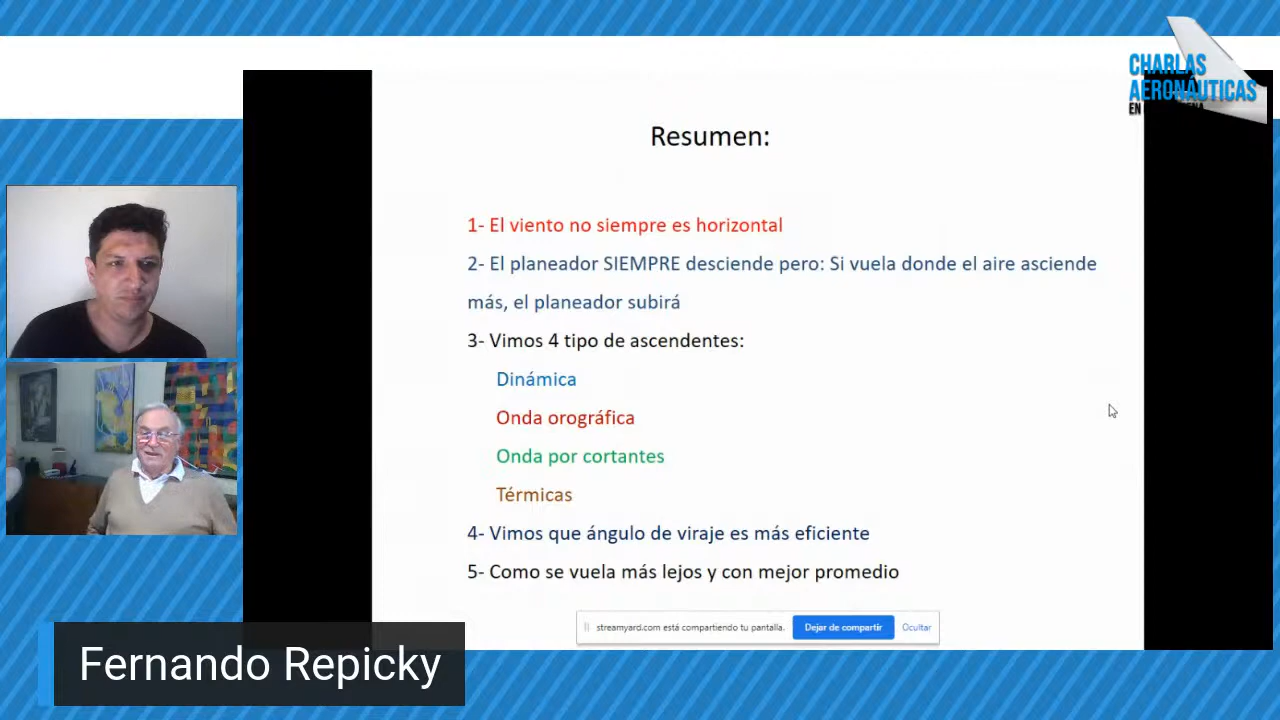 CHARLAS
AERONÁUTICAS
EN
Resumen:
1- El viento no siempre es horizontal
2- El planeador SIEMPRE desciende pero: Si vuela donde el aire asciende
más, el planeador subirá
3- Vimos 4 tipo de ascendentes:
Dinámica
Onda orográfica
Onda por cortantes
Térmicas
4- Vimos que ángulo de viraje es más eficiente
5- Como se vuela más lejos y con mejor promedio
streamyard.com está compartiendo tu pantalla.
Dejar de compartir
Ocultar
Fernando Repicky